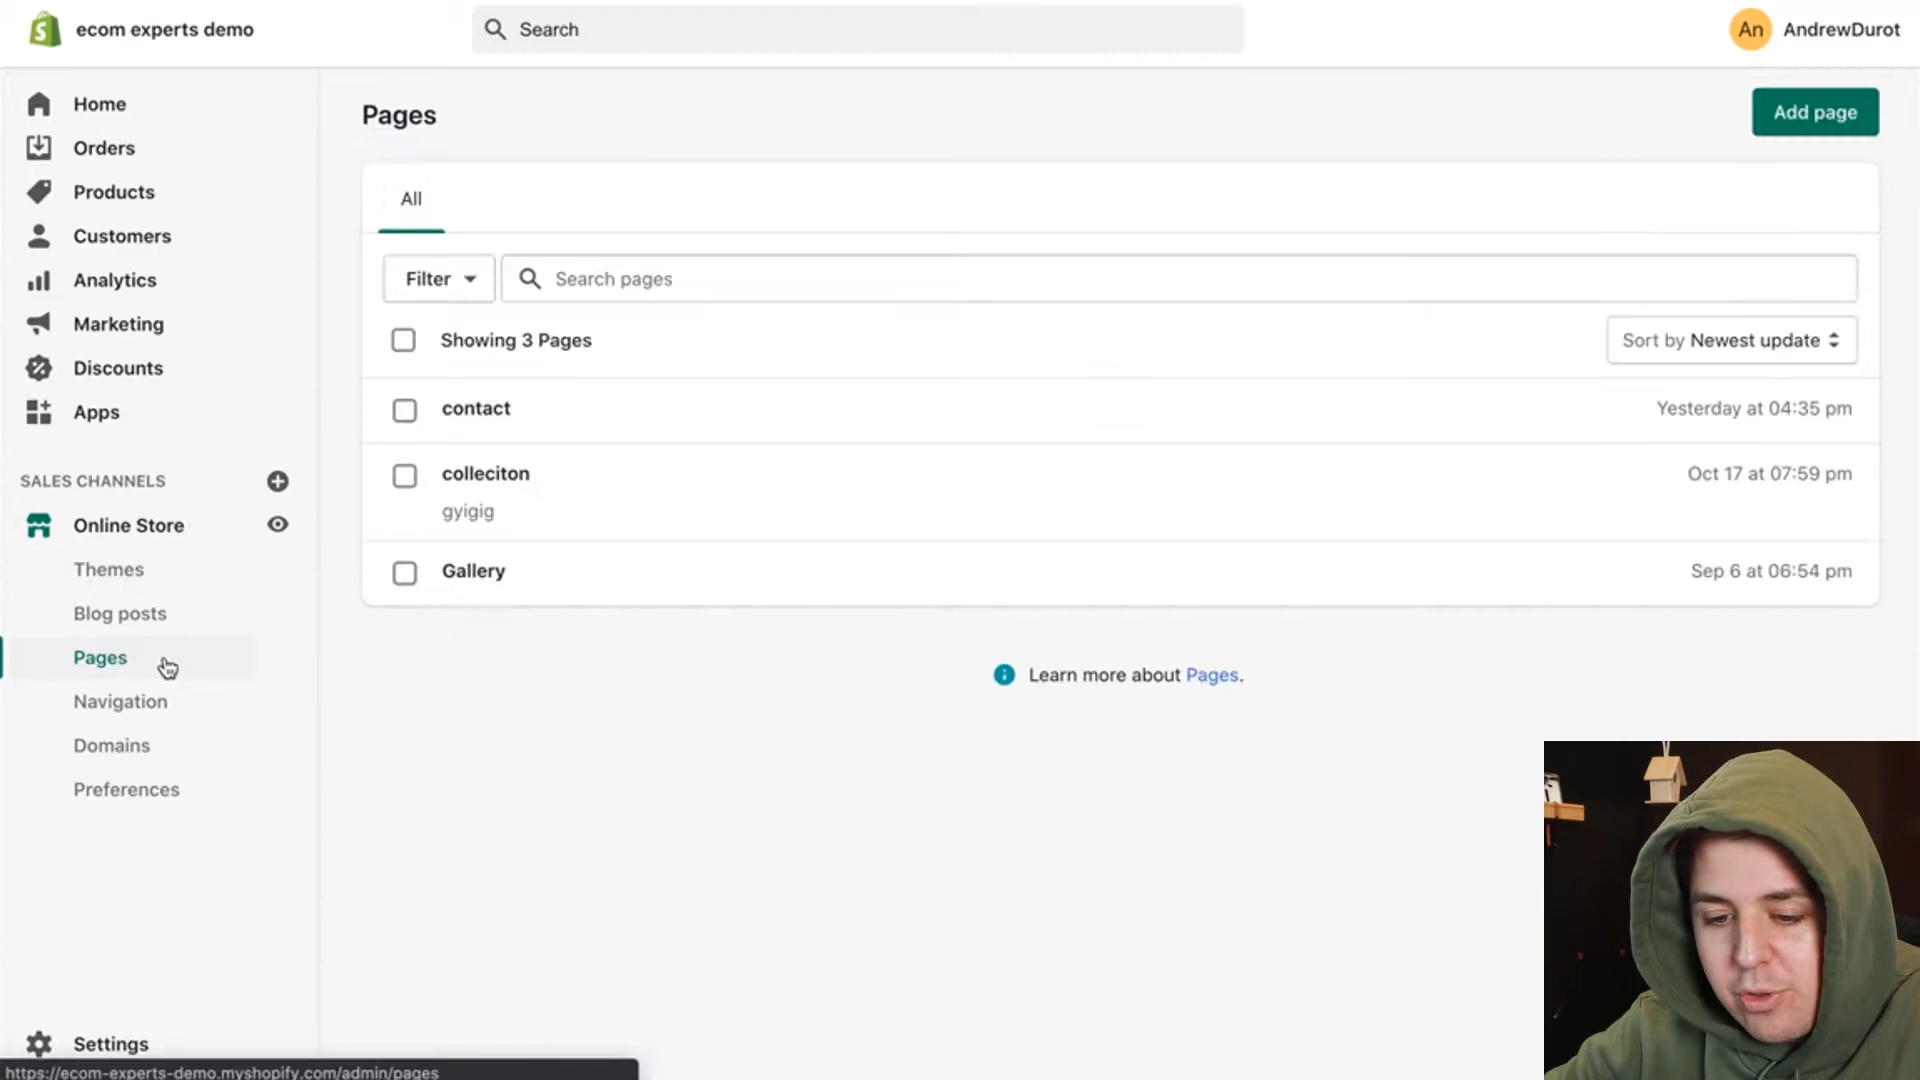 ecom experts demo
Search
An
AndrewDurot
Home
Orders
Products
Customers
Analytics
Marketing
Discounts
Apps
SALES CHANNELS
Online Store
Themes
Blog posts
Pages
Navigation
Domains
Preferences
Settings
https://ecom-experts-demo.myshopify.com/admin/pages
Pages
Add page
All
Filter
Search pages
Showing 3 Pages
Sort by Newest update
contact
Yesterday at 04:35 pm
colleciton
Oct 17 at 07:59 pm
gyigig
Gallery
Sep 6 at 06:54 pm
Learn more about Pages.